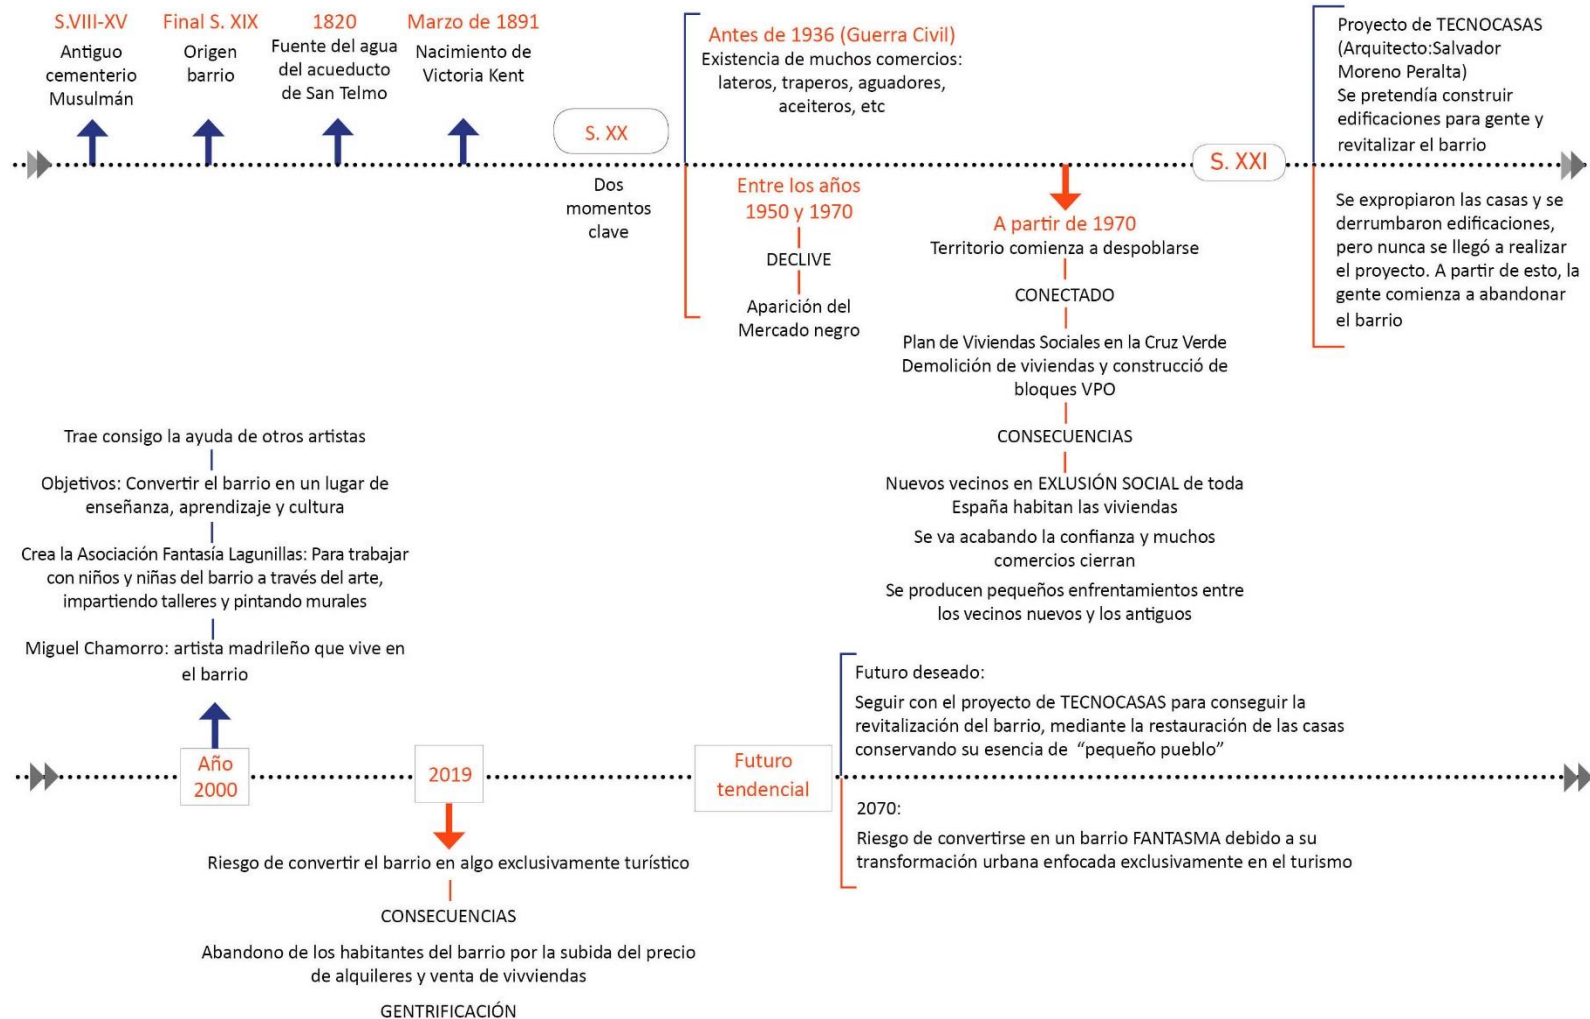 S.VIII-XV
Antiguo
cementerio
Musulmán
Final S. XIX
Origen
barrio
1820
Fuente del agua
del acueducto
de San Telmo
Marzo de 1891
Nacimiento de
Victoria Kent
S. XX
Dos
momentos
clave
Antes de 1936 (Guerra Civil)
Existencia de muchos comercios:
lateros, traperos, aguadores,
aceiteros, etc
Entre los años
1950 y 1970
DECLIVE
Aparición del
Mercado negro
A partir de 1970
Territorio comienza a despoblarse
CONECTADO
Plan de Viviendas Sociales en la Cruz Verde
Demolición de viviendas y construcció de
bloques VPO
CONSECUENCIAS
Nuevos vecinos en EXLUSIÓN SOCIAL de toda
España habitan las viviendas
Se va acabando la confianza y muchos
comercios cierran
Se producen pequeños enfrentamientos entre
los vecinos nuevos y los antiguos
S. XXI
Proyecto de TECNOCASAS
(Arquitecto:Salvador
Moreno Peralta)
Se pretendía construir
edificaciones para gente y
revitalizar el barrio
Se expropiaron las casas y se
derrumbaron edificaciones,
pero nunca se llegó a realizar
el proyecto. A partir de esto, la
gente comienza a abandonar
el barrio
Trae consigo la ayuda de otros artistas
Objetivos: Convertir el barrio en un lugar de
enseñanza, aprendizaje y cultura
Crea la Asociación Fantasía Lagunillas: Para trabajar
con niños y niñas del barrio a través del arte,
impartiendo talleres y pintando murales
Miguel Chamorro: artista madrileño que vive en
el barrio
Año
2000
2019
Riesgo de convertir el barrio en algo exclusivamente turístico
CONSECUENCIAS
Abandono de los habitantes del barrio por la subida del precio
de alquileres y venta de vivviendas
GENTRIFICACIÓN
Futuro
tendencial
Futuro deseado:
Seguir con el proyecto de TECNOCASAS para conseguir la
revitalización del barrio, mediante la restauración de las casas
conservando su esencia de “pequeño pueblo”
2070:
Riesgo de convertirse en un barrio FANTASMA debido a su
transformación urbana enfocada exclusivamente en el turismo